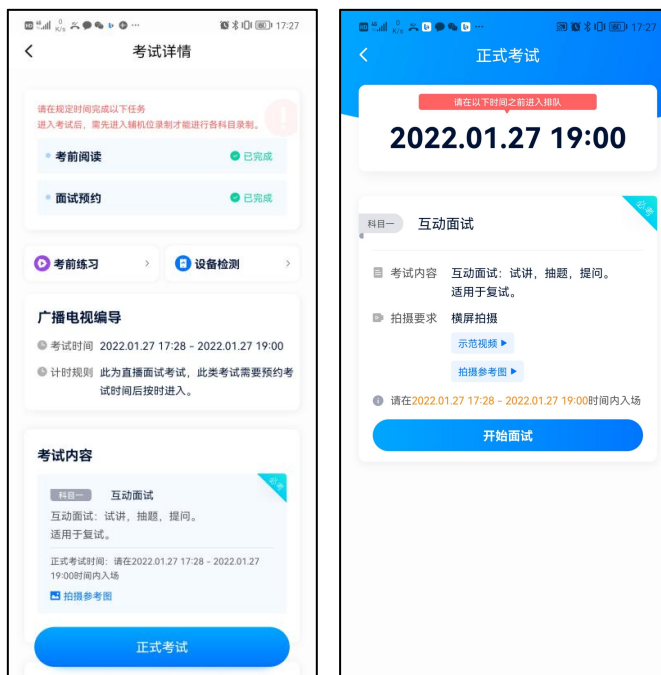 17:27
考试详情
请在规定时间完成以下任务
进入考试后，需先进入辅机位录制才能进行各科目录制。
考前阅读
已完成
面试预约
已完成
考前练习
设备检测
广播电视编导
考试时间 2022.01.27 17:28 - 2022.01.27 19:00
计时规则 此为直播面试考试，此类考试需要预约考
试时间后按时进入。
考试内容
必考
科目一 互动面试
互动面试：试讲，抽题，提问。
适用于复试。
正式考试时间：请在2022.01.27 17:28 - 2022.01.27
19:00时间内入场
拍摄参考图
正式考试
17:27
正式考试
请在以下时间之前进入排队
2022.01.27 19:00
必考
科目一 互动面试
考试内容 互动面试：试讲，抽题，提问。
适用于复试。
拍摄要求 横屏拍摄
示范视频
拍摄参考图
请在2022.01.27 17:28 - 2022.01.27 19:00时间内入场
开始面试